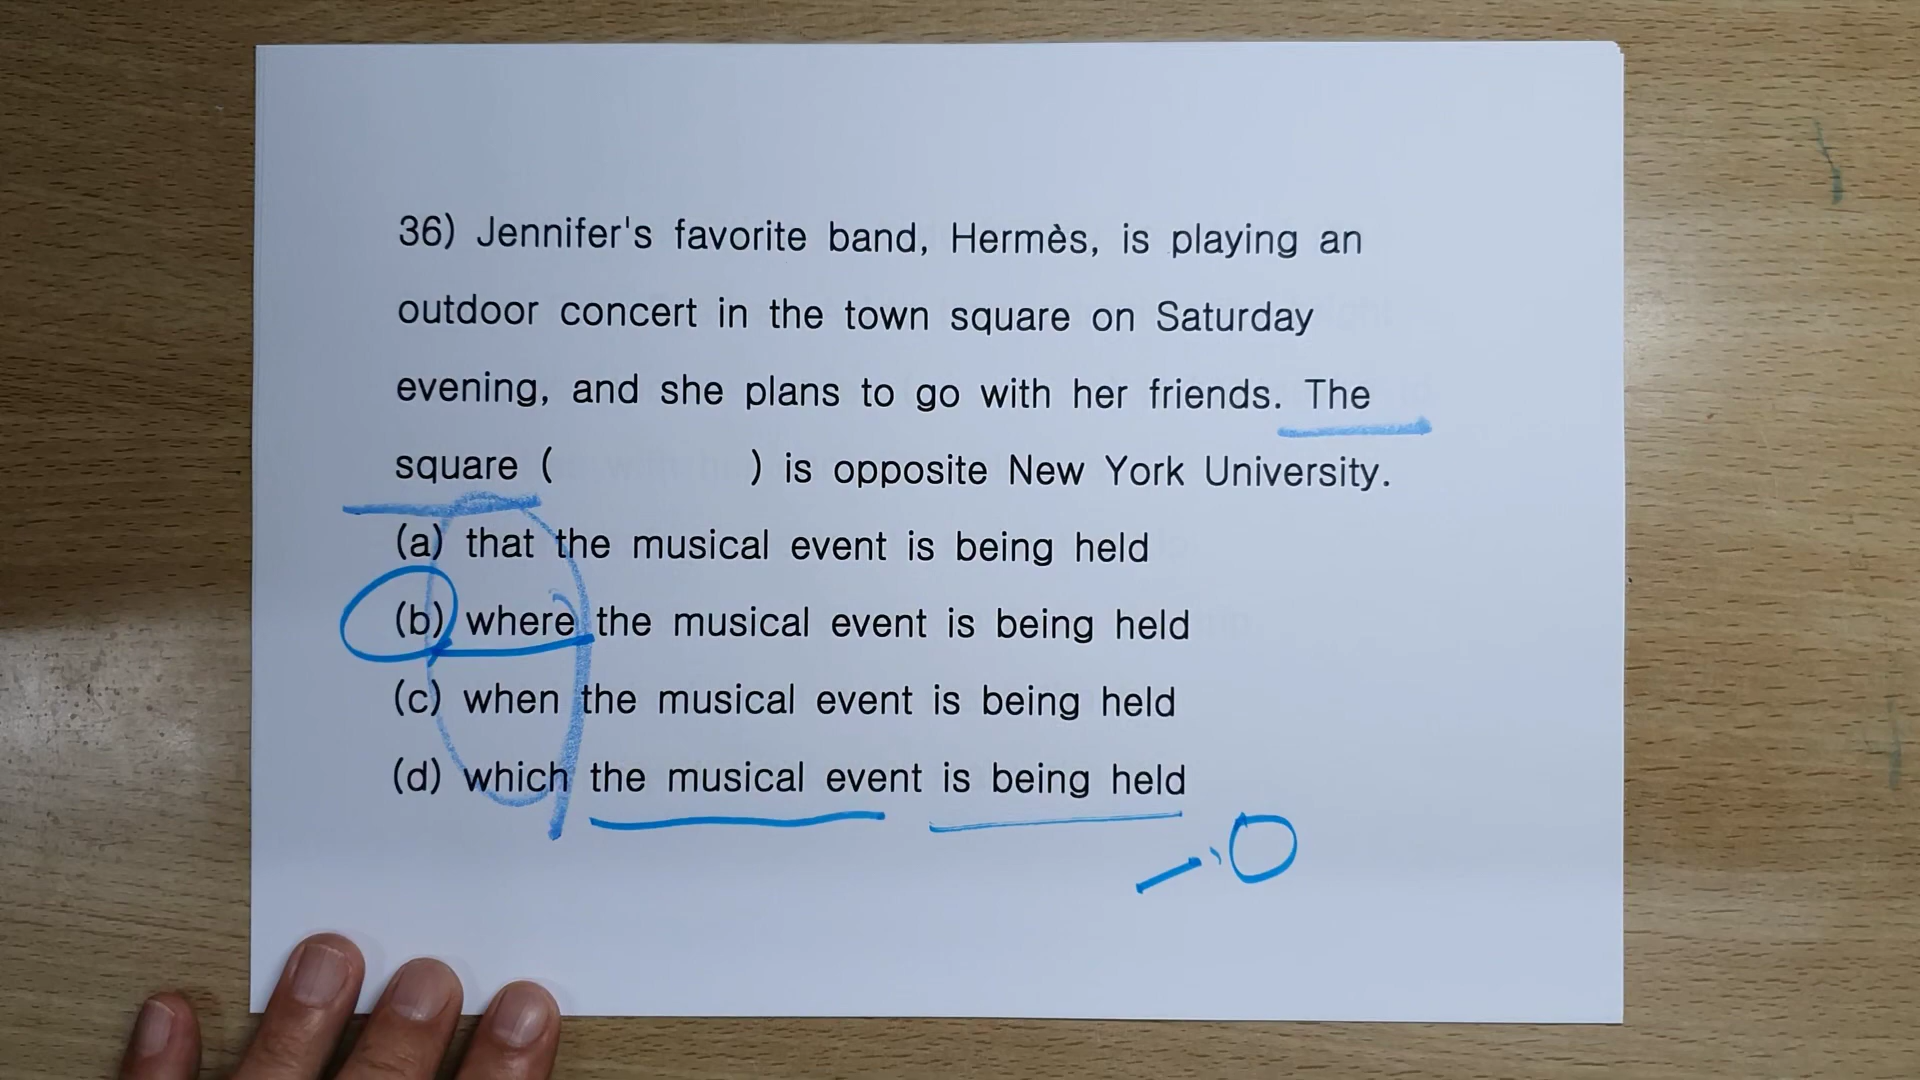 36) Jennifer's favorite band, Hermès, is playing an
outdoor concert in the town square on Saturday
evening, and she plans to go with her friends. The
square (                ) is opposite New York University.
(a) that the musical event is being held
(b) where the musical event is being held
(c) when the musical event is being held
(d) which the musical event is being held